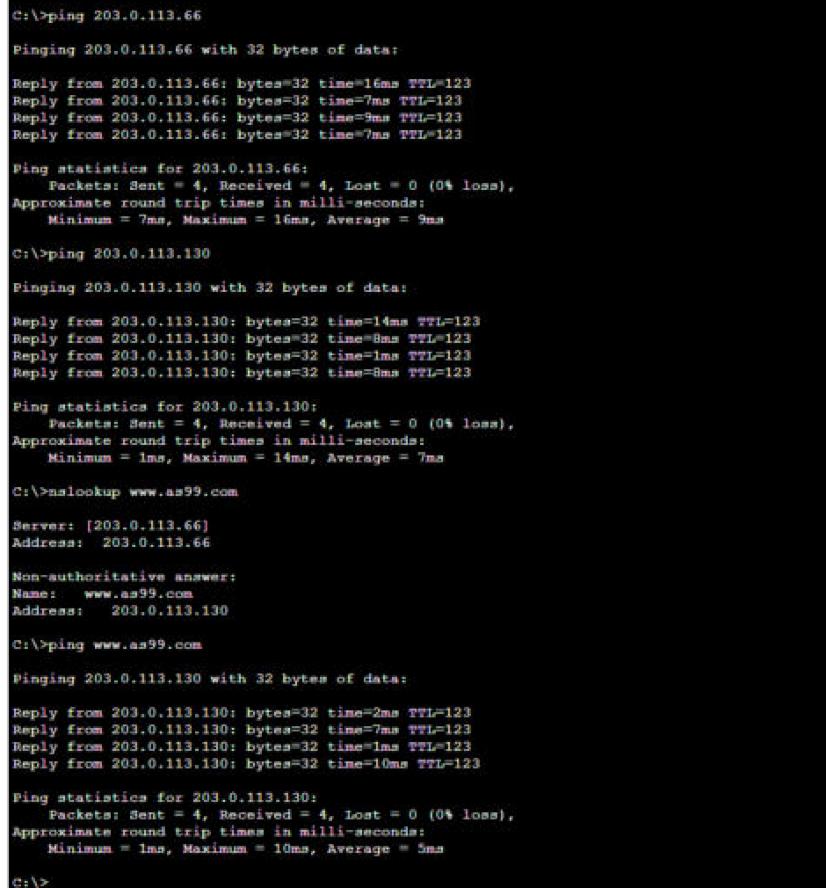 C:\>ping 203.0.113.66
Pinging 203.0.113.66 with 32 bytes of data:
Reply from 203.0.113.66: bytes=32 time=16ms TTL=123
Reply from 203.0.113.66: bytes=32 time=7ms TTL=123
Reply from 203.0.113.66: bytes=32 time=9ms TTL=123
Reply from 203.0.113.66: bytes=32 time=7ms TTL=123
Ping statistics for 203.0.113.66:
Packets: Sent = 4, Received = 4, Lost = 0 (0% loss),
Approximate round trip times in milli-seconds:
Minimum = 7ms, Maximum = 16ms, Average = 9ms
C:\>ping 203.0.113.130
Pinging 203.0.113.130 with 32 bytes of data:
Reply from 203.0.113.130: bytes=32 time=14ms TTL=123
Reply from 203.0.113.130: bytes=32 time=8ms TTL=123
Reply from 203.0.113.130: bytes=32 time=1ms TTL=123
Reply from 203.0.113.130: bytes=32 time=8ms TTL=123
Ping statistics for 203.0.113.130:
Packets: Sent = 4, Received = 4, Lost = 0 (0% loss),
Approximate round trip times in milli-seconds:
Minimum = 1ms, Maximum = 14ms, Average = 7ms
C:\>nslookup www.as99.com
Server: [203.0.113.66]
Address: 203.0.113.66
Non-authoritative answer:
Name: www.as99.com
Address: 203.0.113.130
C:\>ping www.as99.com
Pinging 203.0.113.130 with 32 bytes of data:
Reply from 203.0.113.130: bytes=32 time=2ms TTL=123
Reply from 203.0.113.130: bytes=32 time=7ms TTL=123
Reply from 203.0.113.130: bytes=32 time=1ms TTL=123
Reply from 203.0.113.130: bytes=32 time=10ms TTL=123
Ping statistics for 203.0.113.130:
Packets: Sent = 4, Received = 4, Lost = 0 (0% loss),
Approximate round trip times in milli-seconds:
Minimum = 1ms, Maximum = 10ms, Average = 5ms
C:\>